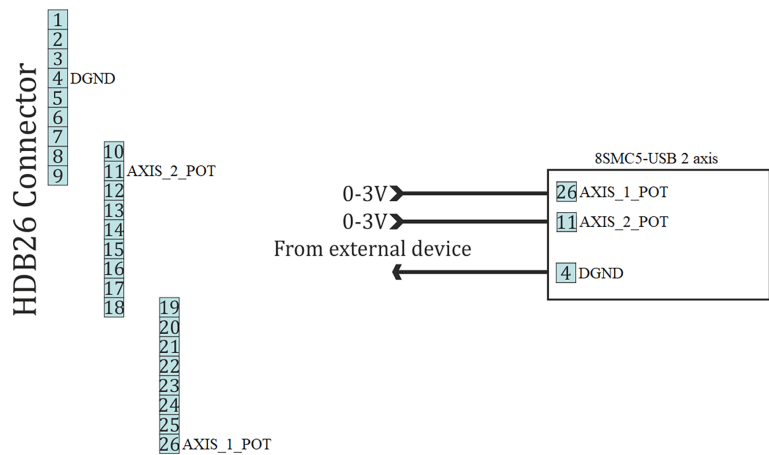 HDB26 Connector
1
2
3
4 DGND
5
6
7
8
9
10
11 AXIS_2_POT
12
13
14
15
16
17
18
19
20
21
22
23
24
25
26 AXIS_1_POT
8SMC5-USB 2 axis
0-3V
26 AXIS_1_POT
0-3V
11 AXIS_2_POT
From external device
4 DGND